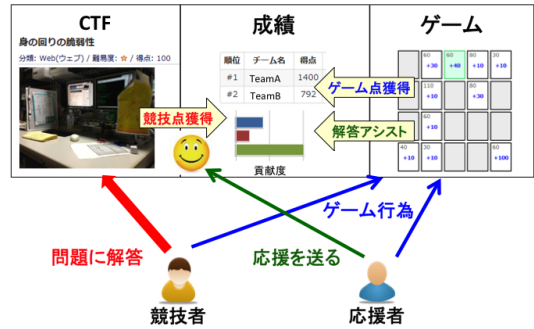 CTF
成績
ゲーム
身の回りの脆弱性
分類: Web(ウェブ) / 難易度: ☆ / 得点: 100
順位 チーム名 得点
#1 TeamA 1400
#2 TeamB 792
競技点獲得
ゲーム点獲得
解答アシスト
貢献度
60 60 80 30
+30 +40 +10 +10
110 80
+10 +30
60
+10
40 30 60
+10 +10 +100
ゲーム行為
問題に解答
応援を送る
競技者
応援者